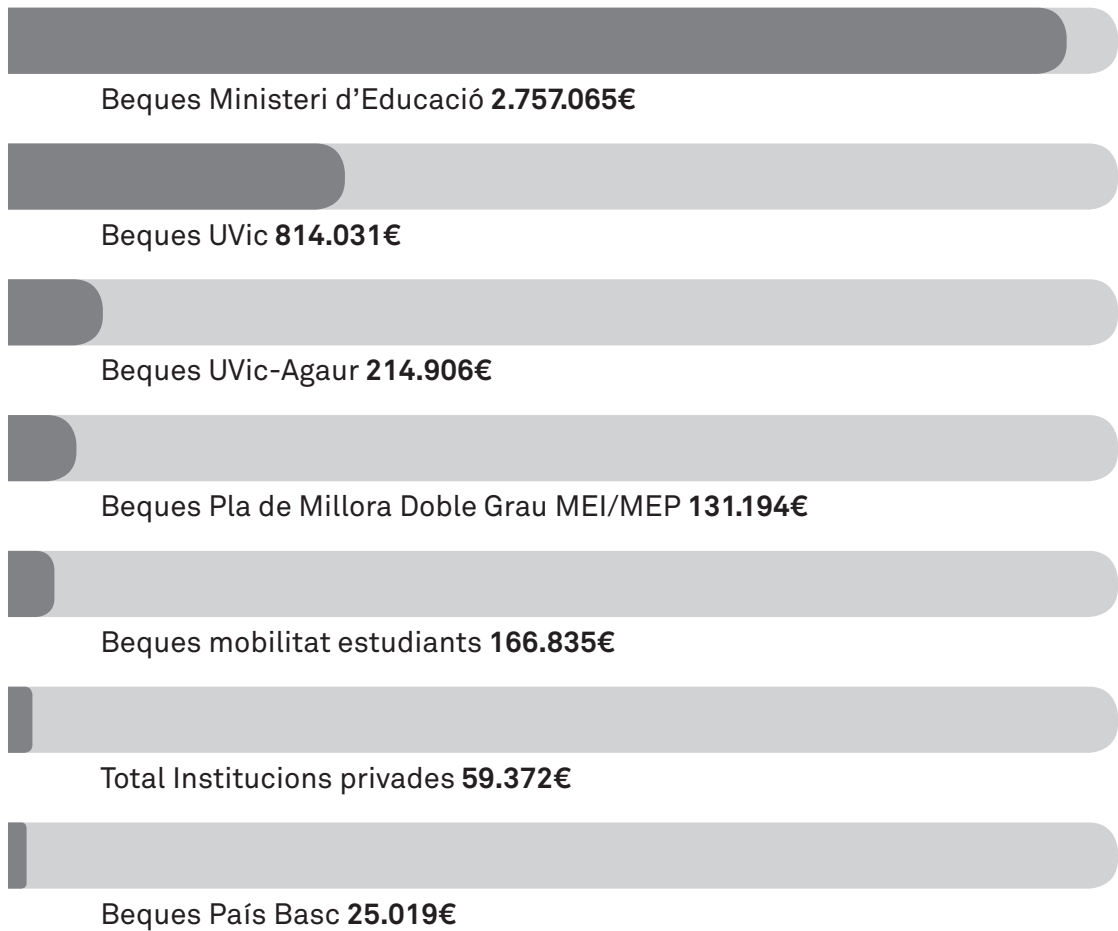 Beques Ministeri d’Educació 2.757.065€
Beques UVic 814.031€
Beques UVic-Agaur 214.906€
Beques Pla de Millora Doble Grau MEI/MEP 131.194€
Beques mobilitat estudiants 166.835€
Total Institucions privades 59.372€
Beques País Basc 25.019€